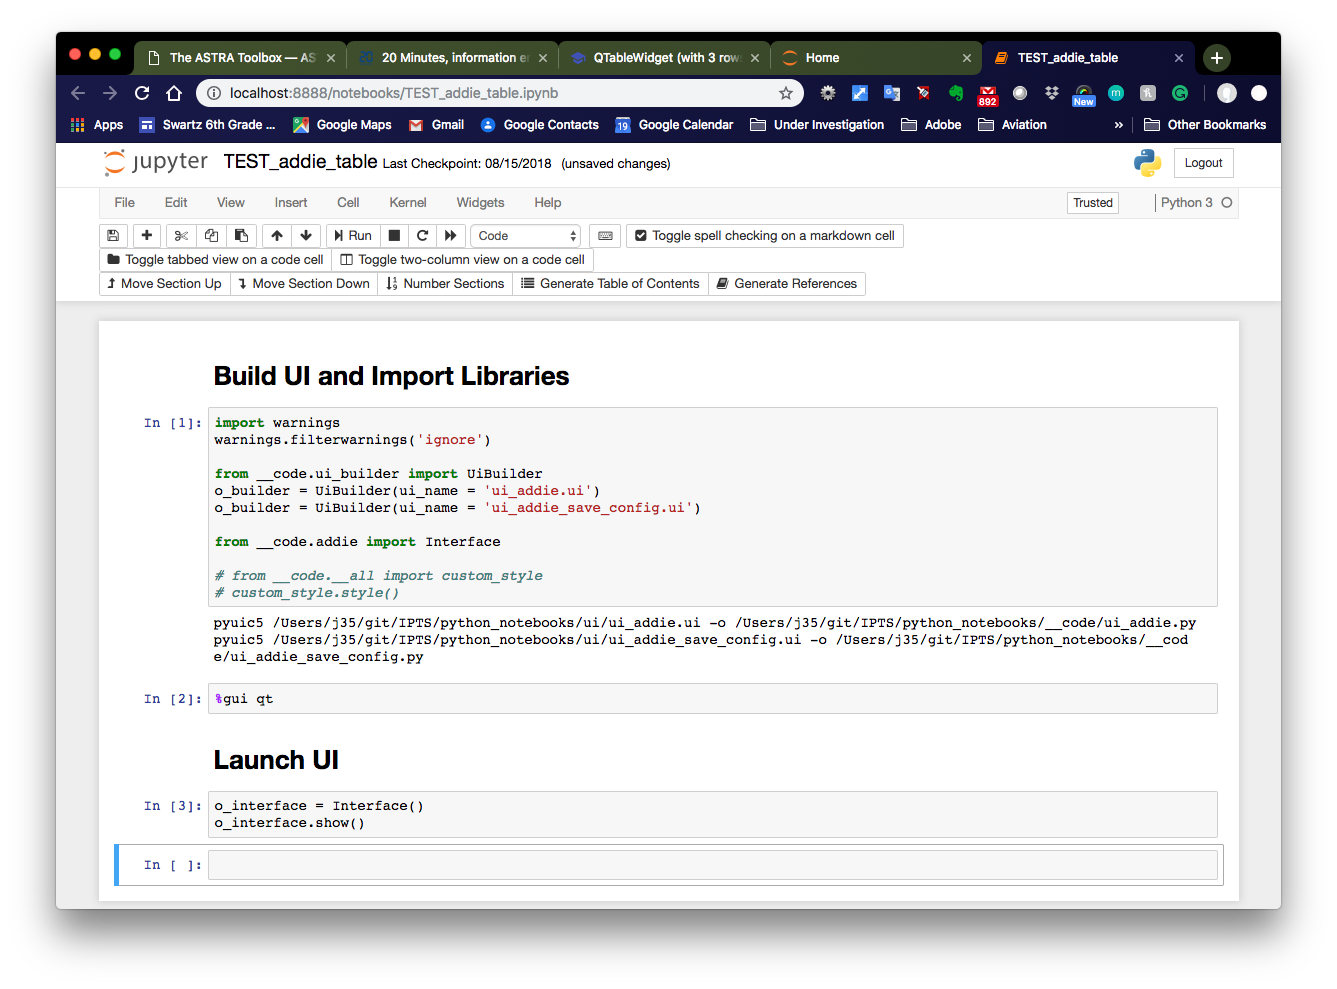 The ASTRA Toolbox — AS
20 Minutes, information e
QTableWidget (with 3 row
Home
TEST_addie_table
localhost:8888/notebooks/TEST_addie_table.ipynb
892
New
m
Apps
Swartz 6th Grade ...
Google Maps
Gmail
Google Contacts
19
Google Calendar
Under Investigation
Adobe
Aviation
»
Other Bookmarks
jupyter TEST_addie_table Last Checkpoint: 08/15/2018 (unsaved changes)
Logout
File Edit View Insert Cell Kernel Widgets Help
Trusted
Python 3
Run
Code
Toggle spell checking on a markdown cell
Toggle tabbed view on a code cell
Toggle two-column view on a code cell
Move Section Up
Move Section Down
Number Sections
Generate Table of Contents
Generate References
Build UI and Import Libraries
In [1]:
import warnings
warnings.filterwarnings('ignore')
from __code.ui_builder import UiBuilder
o_builder = UiBuilder(ui_name = 'ui_addie.ui')
o_builder = UiBuilder(ui_name = 'ui_addie_save_config.ui')
from __code.addie import Interface
# from __code.__all import custom_style
# custom_style.style()
pyuic5 /Users/j35/git/IPTS/python_notebooks/ui/ui_addie.ui -o /Users/j35/git/IPTS/python_notebooks/__code/ui_addie.py
pyuic5 /Users/j35/git/IPTS/python_notebooks/ui/ui_addie_save_config.ui -o /Users/j35/git/IPTS/python_notebooks/__cod
e/ui_addie_save_config.py
In [2]:
%gui qt
Launch UI
In [3]:
o_interface = Interface()
o_interface.show()
In [ ]: